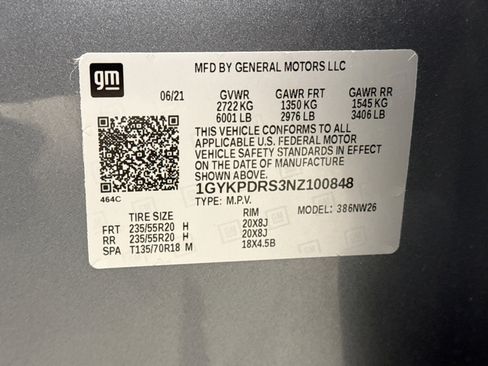 gm
MFD BY GENERAL MOTORS LLC
06/21 GVWR GAWR FRT GAWR RR
2722 KG 1350 KG 1545 KG
6001 LB 2976 LB 3406 LB
THIS VEHICLE CONFORMS TO ALL
APPLICABLE U.S. FEDERAL MOTOR
VEHICLE SAFETY STANDARDS IN EFFECT
ON THE DATE OF MANUFACTURE
SHOWN ABOVE.
464C
1GYKPDRS3NZ100848
TYPE: M.P.V. MODEL: 386NW26
TIRE SIZE RIM
FRT 235/55R20 H 20X8J
RR 235/55R20 H 20X8J
SPA T135/70R18 M 18X4.5B